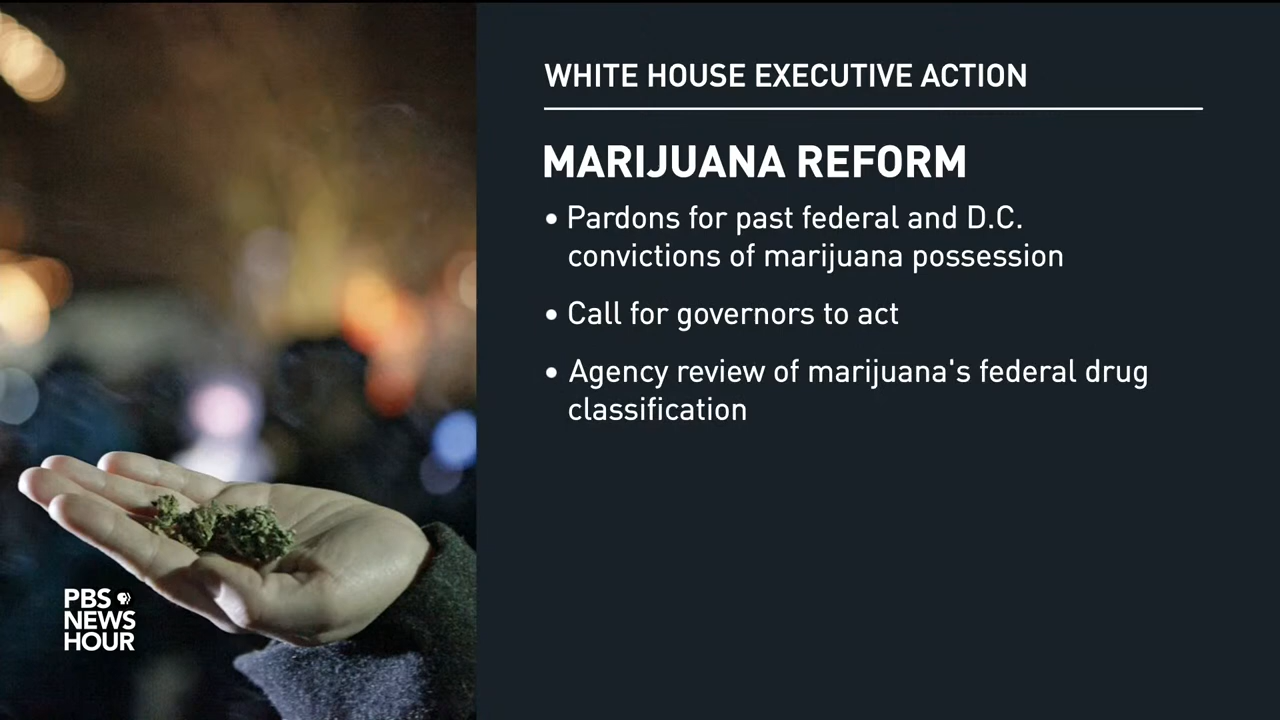 WHITE HOUSE EXECUTIVE ACTION
MARIJUANA REFORM
• Pardons for past federal and D.C.
convictions of marijuana possession
• Call for governors to act
• Agency review of marijuana's federal drug
classification
PBS
NEWS
HOUR